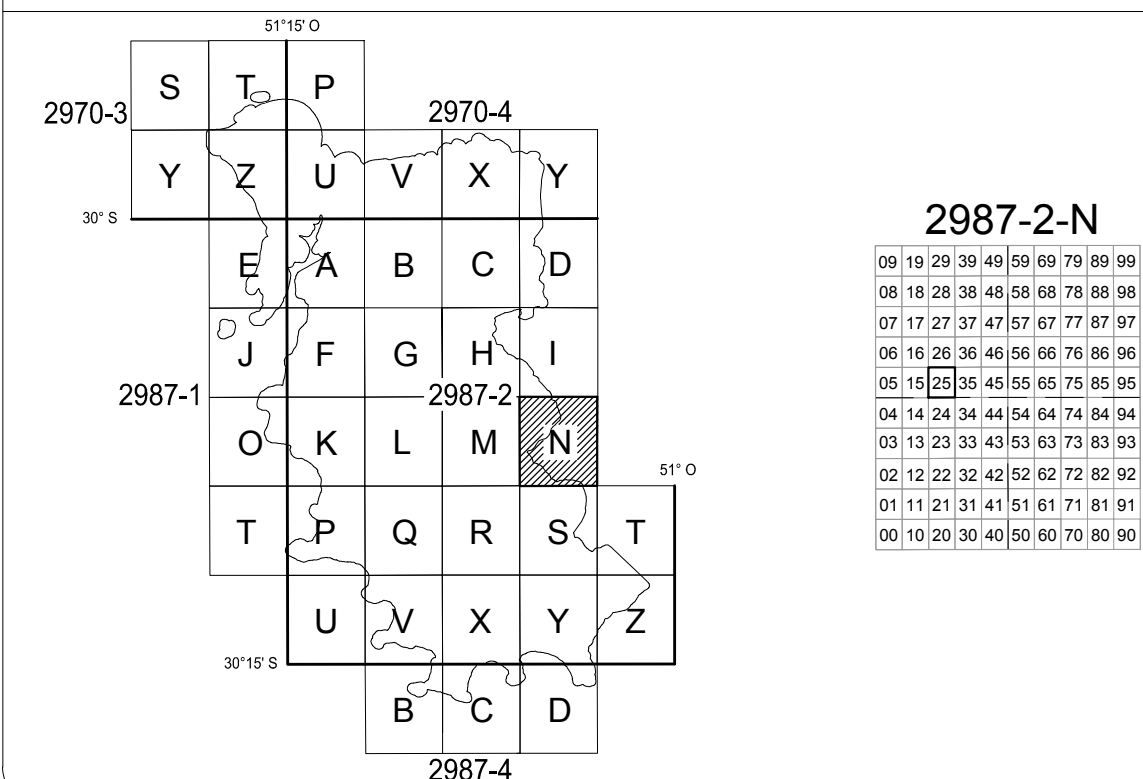 51°15' O
S T P
2970-3 2970-4
Y Z U V X Y
30° S
E A B C D
J F G H I
2987-1 2987-2
O K L M N
51° O
T P Q R S T
U V X Y Z
30°15' S
B C D
2987-4
2987-2-N
09 19 29 39 49 59 69 79 89 99
08 18 28 38 48 58 68 78 88 98
07 17 27 37 47 57 67 77 87 97
06 16 26 36 46 56 66 76 86 96
05 15 25 35 45 55 65 75 85 95
04 14 24 34 44 54 64 74 84 94
03 13 23 33 43 53 63 73 83 93
02 12 22 32 42 52 62 72 82 92
01 11 21 31 41 51 61 71 81 91
00 10 20 30 40 50 60 70 80 90